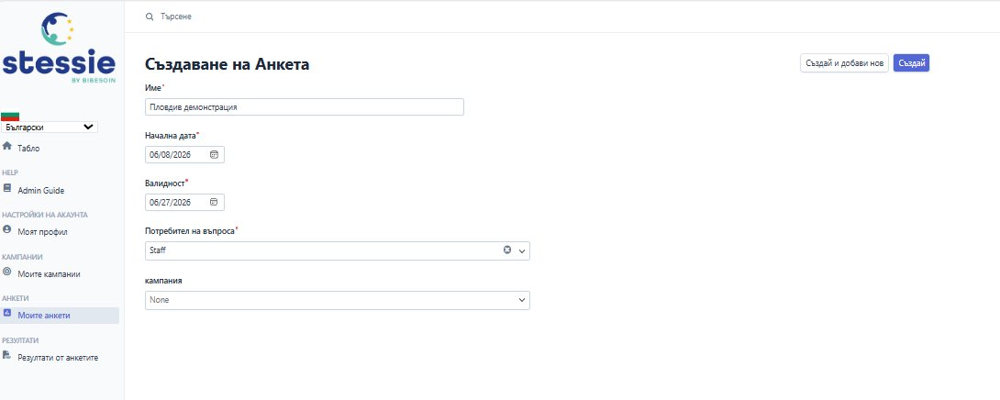 stessie
BY BIBESOIN
Български
Табло
HELP
Admin Guide
НАСТРОЙКИ НА АКАУНТА
Моят профил
КАМПАНИИ
Моите кампании
АНКЕТИ
Моите анкети
РЕЗУЛТАТИ
Резултати от анкетите
Търсене
Създаване на Анкета
Създай и добави нов
Създай
Име*
Пловдив демонстрация
Начална дата*
06/08/2026
Валидност*
06/27/2026
Потребител на въпроса*
Staff
кампания
None